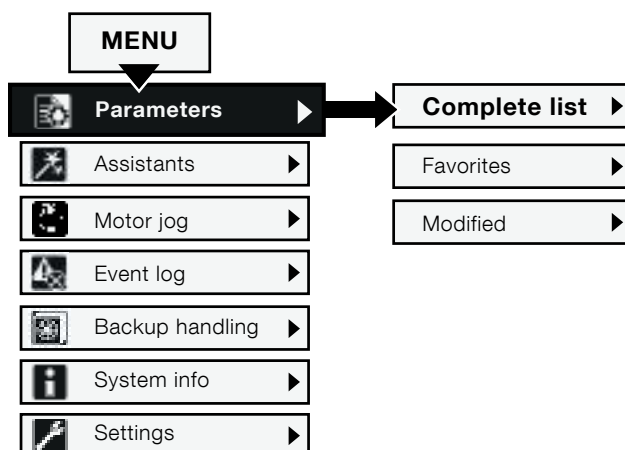 MENU
Parameters
Complete list
Assistants
Favorites
Motor jog
Modified
Event log
Backup handling
System info
Settings